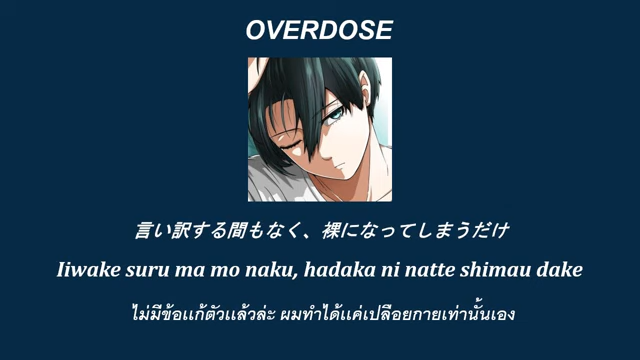 OVERDOSE
言い訳する間もなく、裸になってしまうだけ
Iiwake suru ma mo naku, hadaka ni natte shimau dake
ไม่มีข้อแก้ตัวแล้วล่ะ ผมทำได้แค่เปลือยกายเท่านั้นเอง